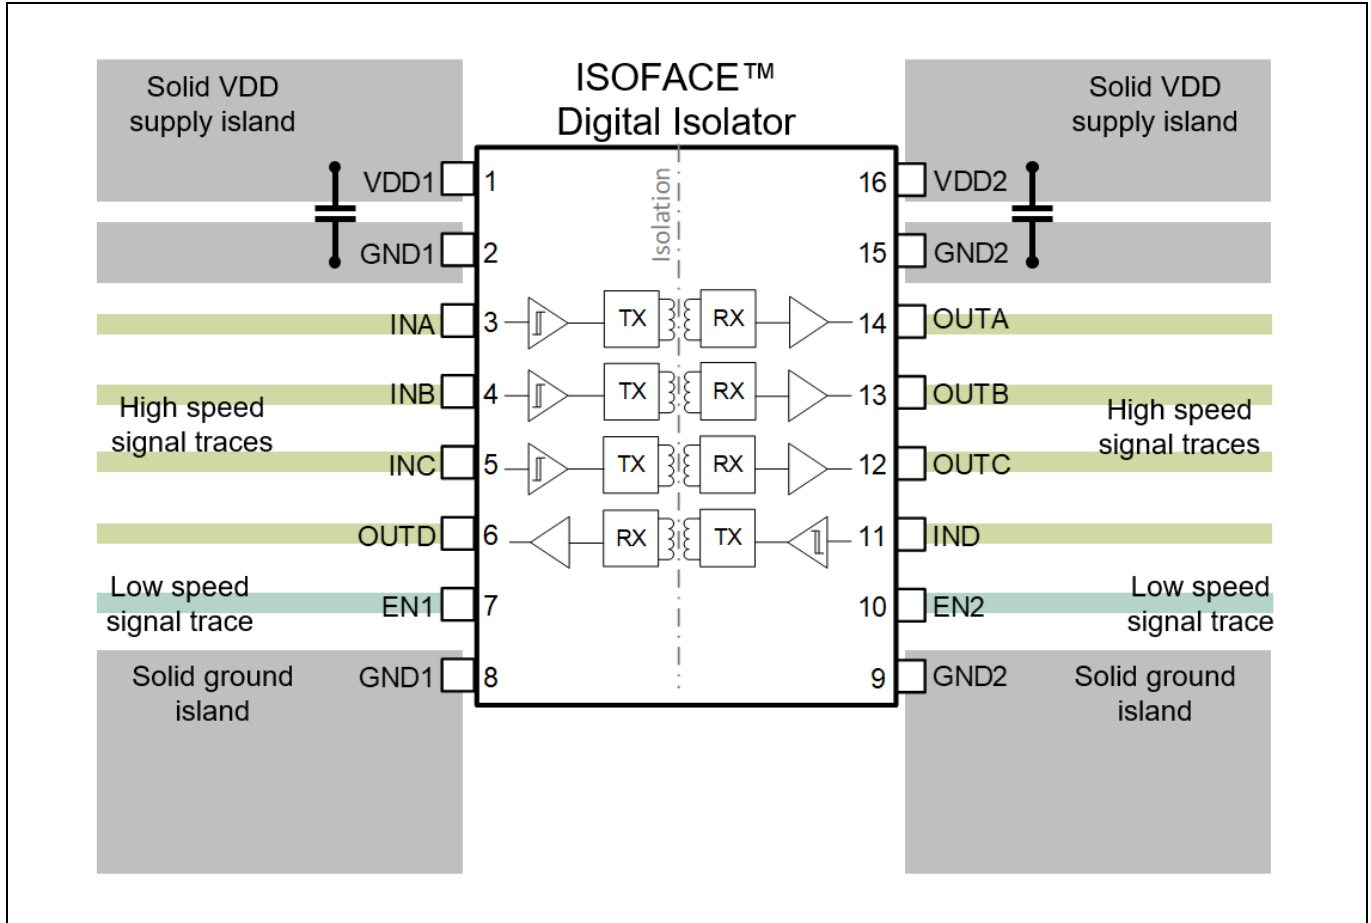 ISOFACE™
Digital Isolator
Solid VDD
supply island
Solid VDD
supply island
Isolation
VDD1 1
16 VDD2
GND1 2
15 GND2
INA 3 TX RX 14 OUTA
INB 4 TX RX 13 OUTB
High speed
signal traces
High speed
signal traces
INC 5 TX RX 12 OUTC
OUTD 6 RX TX 11 IND
Low speed
signal trace
EN1 7
10 EN2
Low speed
signal trace
GND1 8
9 GND2
Solid ground
island
Solid ground
island